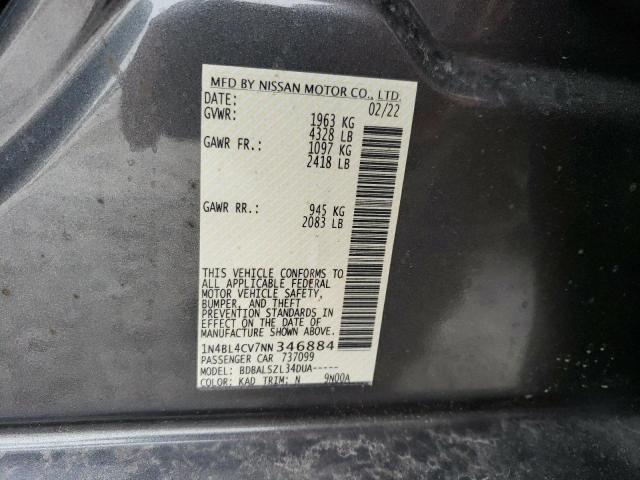 MFD BY NISSAN MOTOR CO., LTD.
DATE: 02/22
GVWR: 1963 KG
4328 LB
GAWR FR.: 1097 KG
2418 LB
GAWR RR.: 945 KG
2083 LB
THIS VEHICLE CONFORMS TO
ALL APPLICABLE FEDERAL
MOTOR VEHICLE SAFETY,
BUMPER, AND THEFT
PREVENTION STANDARDS IN
EFFECT ON THE DATE OF
MFR SHOWN ABOVE.
1N4BL4CV7NN346884
PASSENGER CAR 737099
MODEL: BDBALSZL34DUA-----
COLOR: KAD TRIM: N 9N00A